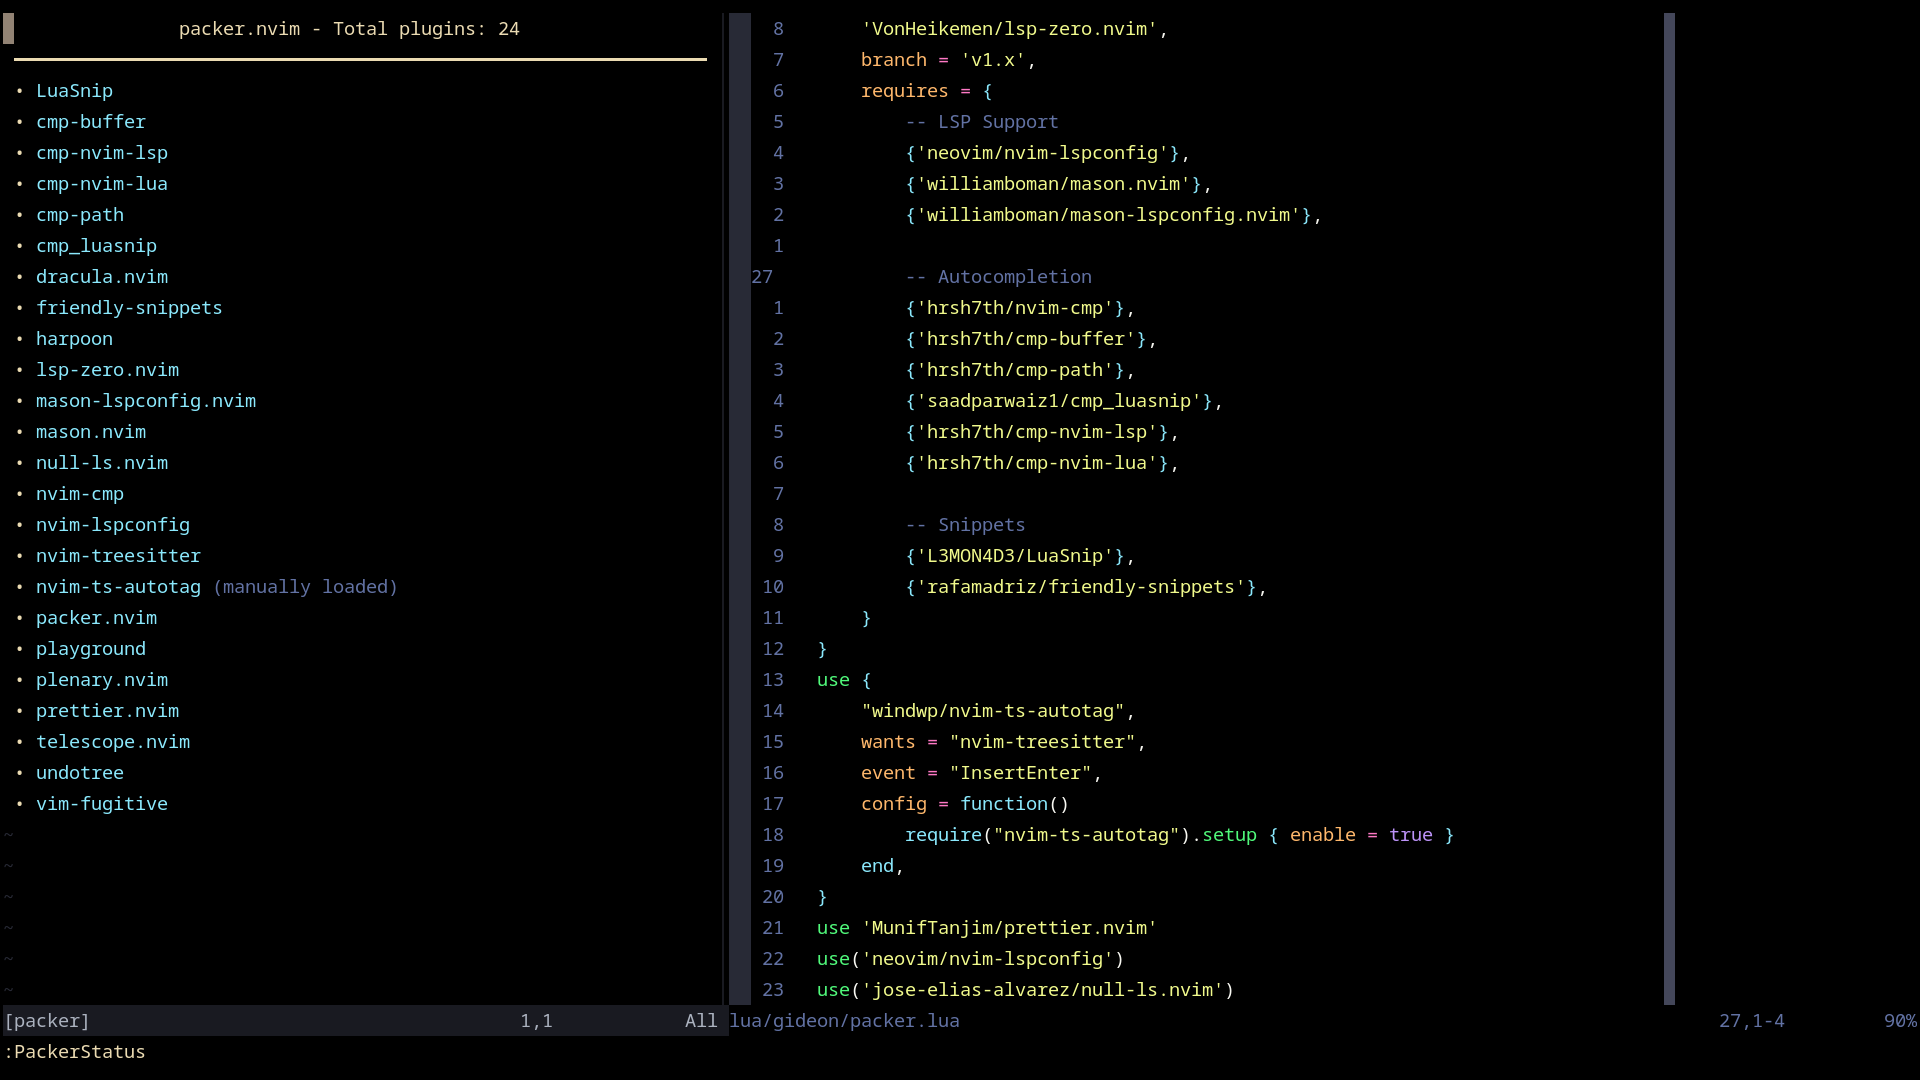 packer.nvim - Total plugins: 24
• LuaSnip
• cmp-buffer
• cmp-nvim-lsp
• cmp-nvim-lua
• cmp-path
• cmp_luasnip
• dracula.nvim
• friendly-snippets
• harpoon
• lsp-zero.nvim
• mason-lspconfig.nvim
• mason.nvim
• null-ls.nvim
• nvim-cmp
• nvim-lspconfig
• nvim-treesitter
• nvim-ts-autotag (manually loaded)
• packer.nvim
• playground
• plenary.nvim
• prettier.nvim
• telescope.nvim
• undotree
• vim-fugitive
~
~
~
~
~
~
[packer] 1,1 All
:PackerStatus
8 'VonHeikemen/lsp-zero.nvim',
7 branch = 'v1.x',
6 requires = {
5 -- LSP Support
4 {'neovim/nvim-lspconfig'},
3 {'williamboman/mason.nvim'},
2 {'williamboman/mason-lspconfig.nvim'},
1
27 -- Autocompletion
1 {'hrsh7th/nvim-cmp'},
2 {'hrsh7th/cmp-buffer'},
3 {'hrsh7th/cmp-path'},
4 {'saadparwaiz1/cmp_luasnip'},
5 {'hrsh7th/cmp-nvim-lsp'},
6 {'hrsh7th/cmp-nvim-lua'},
7
8 -- Snippets
9 {'L3MON4D3/LuaSnip'},
10 {'rafamadriz/friendly-snippets'},
11 }
12 }
13 use {
14 "windwp/nvim-ts-autotag",
15 wants = "nvim-treesitter",
16 event = "InsertEnter",
17 config = function()
18 require("nvim-ts-autotag").setup { enable = true }
19 end,
20 }
21 use 'MunifTanjim/prettier.nvim'
22 use('neovim/nvim-lspconfig')
23 use('jose-elias-alvarez/null-ls.nvim')
lua/gideon/packer.lua 27,1-4 90%